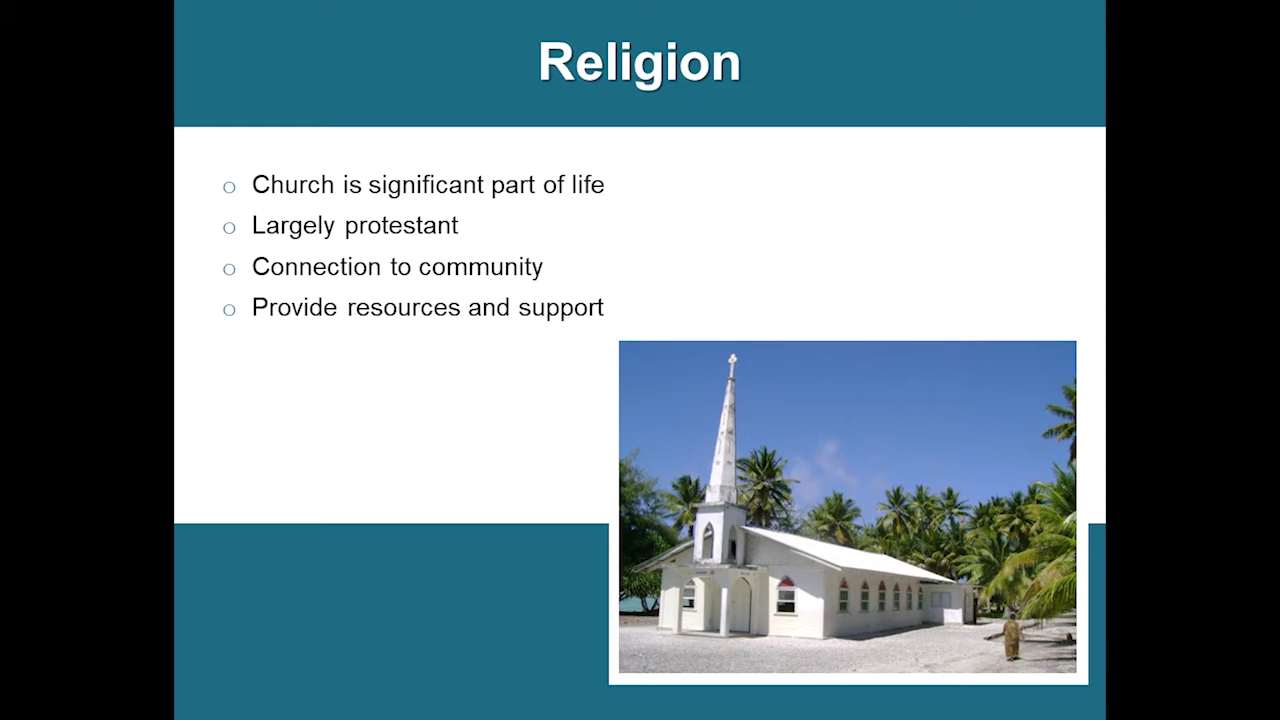 Religion
o Church is significant part of life
o Largely protestant
o Connection to community
o Provide resources and support